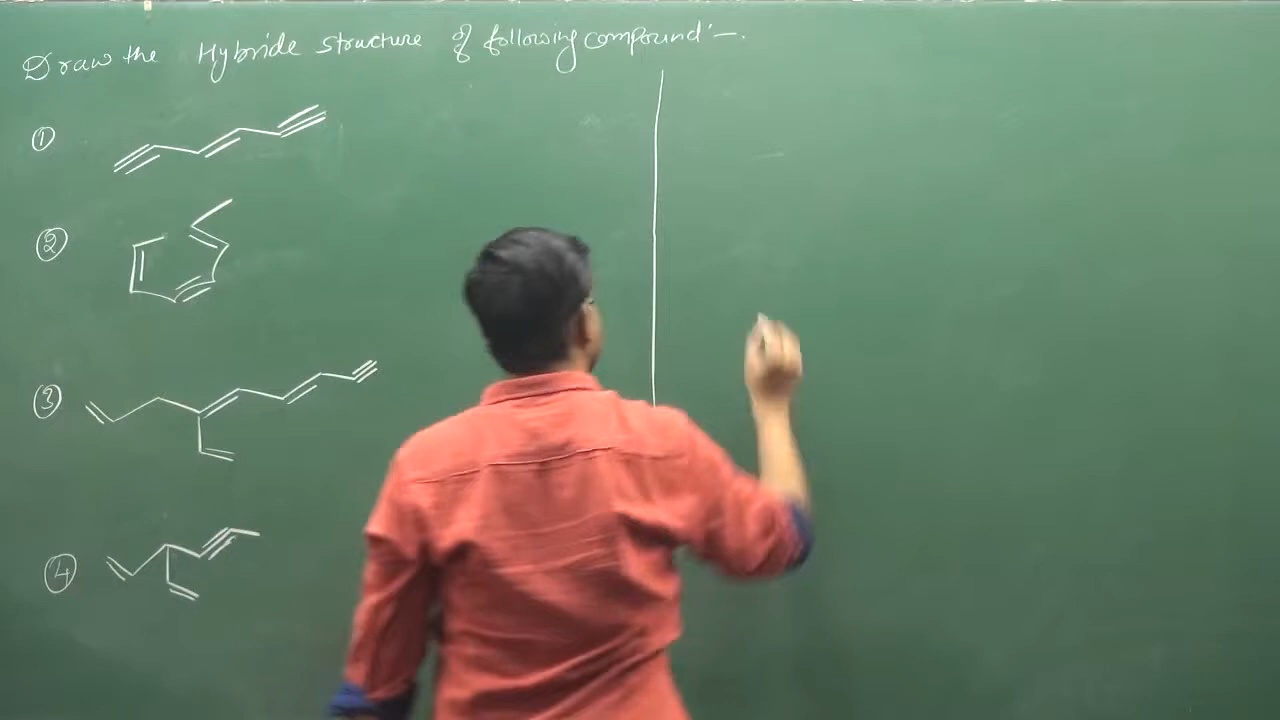 Draw the Hybride structure of following compound:-.
①
②
③
④